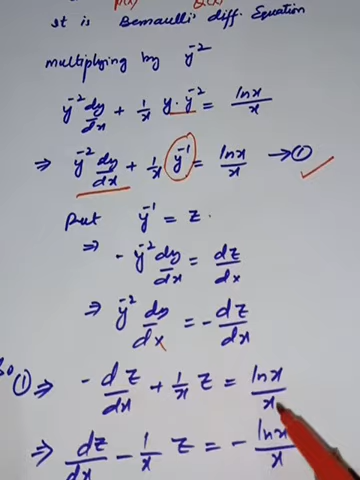 It is Bernaulli's diff. Equation
multiplying by y⁻²
y⁻² dy/dx + 1/x y · y⁻² = lnx/x
⇒ y⁻² dy/dx + 1/x y⁻¹ = lnx/x → ①
put y⁻¹ = z.
⇒ - y⁻² dy/dx = dz/dx
⇒ y⁻² dy/dx = - dz/dx
So ① ⇒ - dz/dx + 1/x z = lnx/x
⇒ dz/dx - 1/x z = - lnx/x